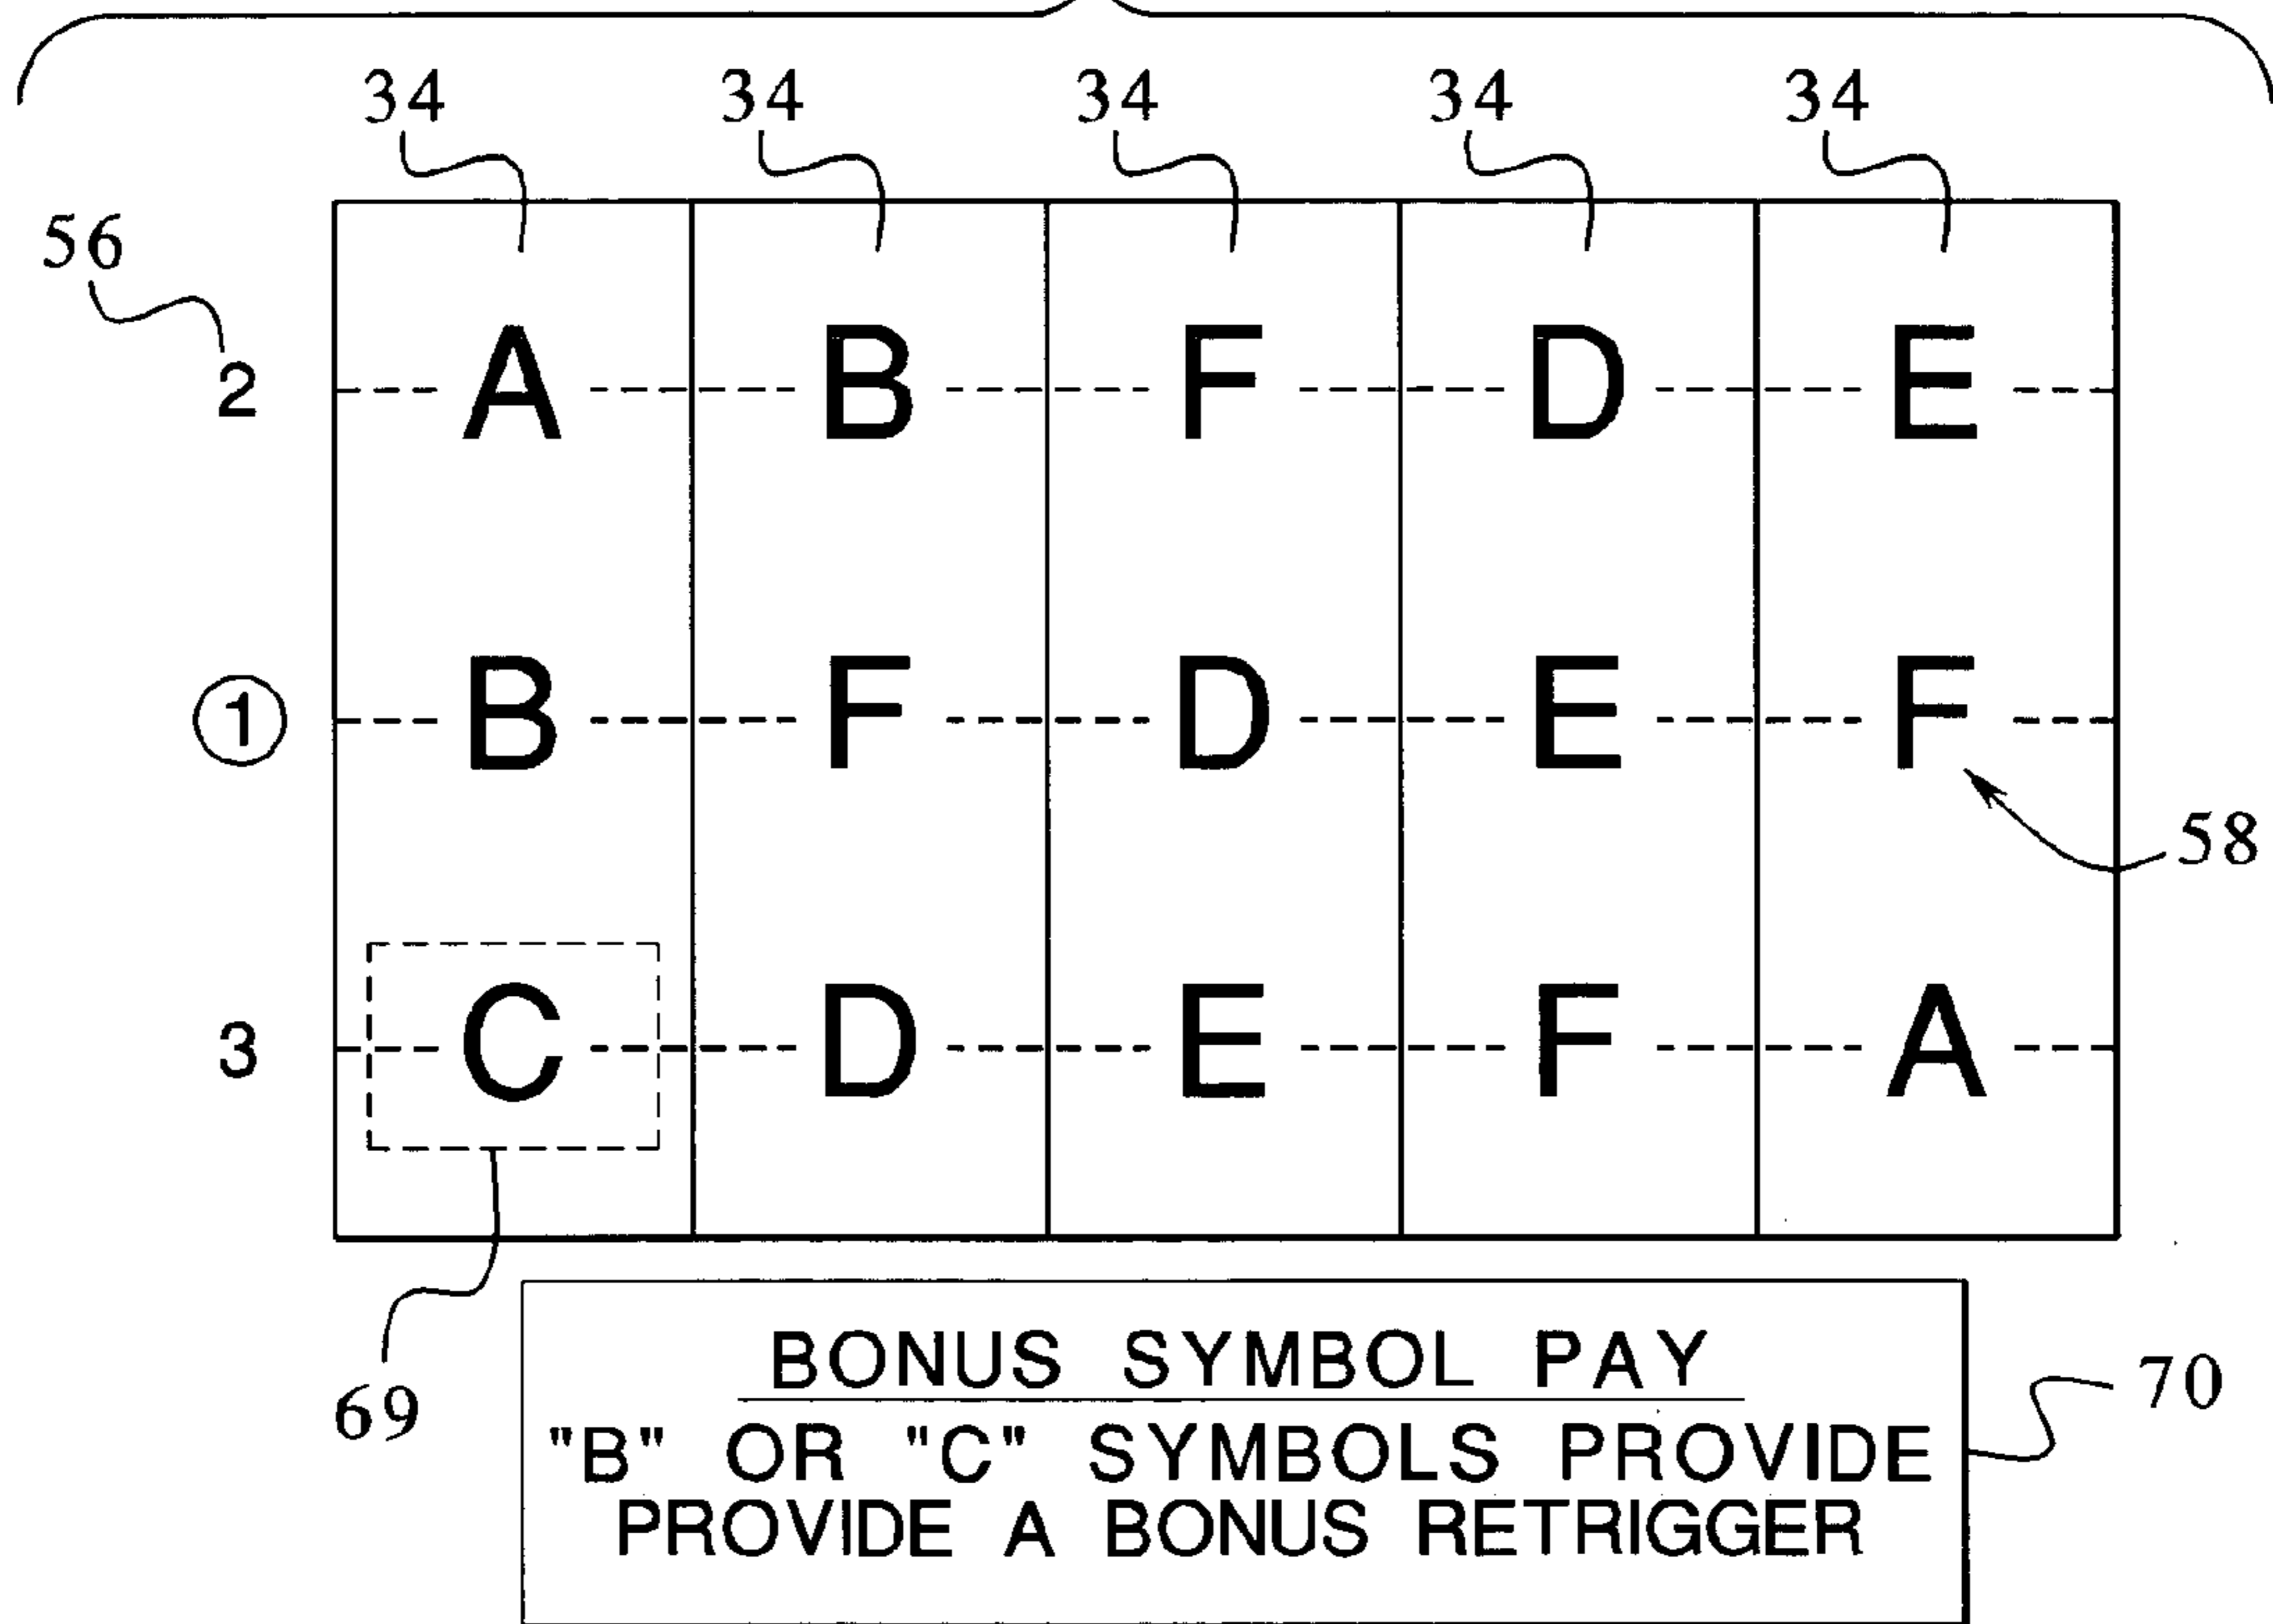 34 34 34 34 34
56
2 A B F D E
1 B F D E F
58
3 C D E F A
69
BONUS SYMBOL PAY
70
"B" OR "C" SYMBOLS PROVIDE
PROVIDE A BONUS RETRIGGER